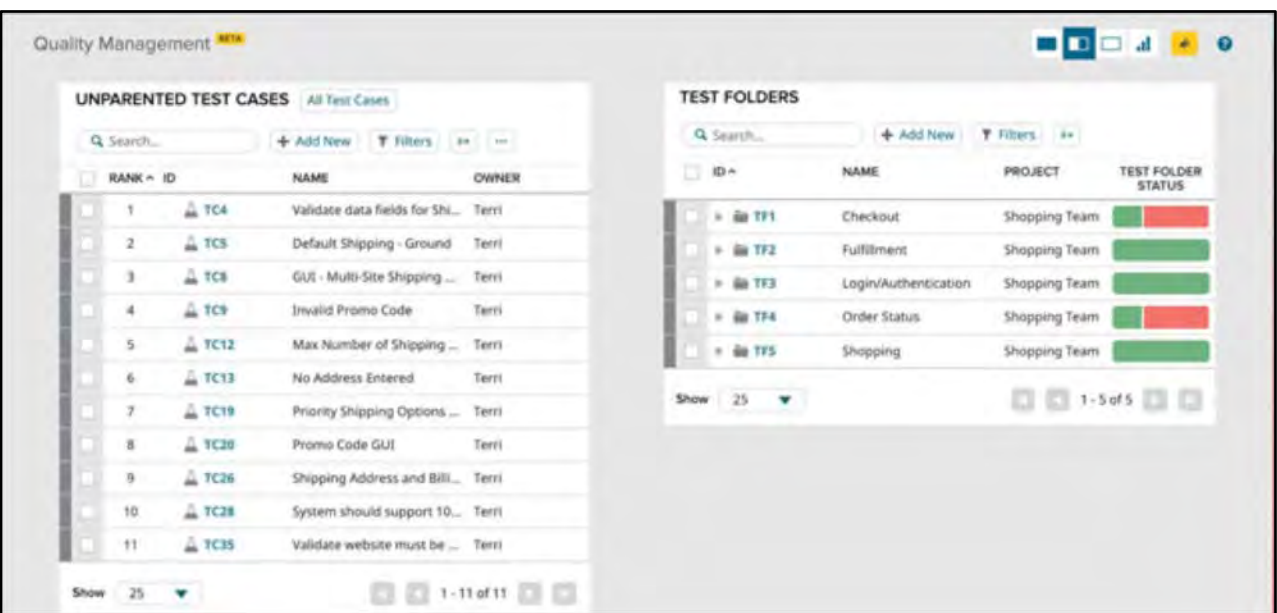 Quality Management BETA
UNPARENTED TEST CASES All Test Cases
Search... + Add New Filters ...
RANK ID NAME OWNER
1 TC4 Validate data fields for Shi... Terri
2 TC5 Default Shipping - Ground Terri
3 TC8 GUI - Multi-Site Shipping ... Terri
4 TC9 Invalid Promo Code Terri
5 TC12 Max Number of Shipping ... Terri
6 TC13 No Address Entered Terri
7 TC19 Priority Shipping Options ... Terri
8 TC20 Promo Code GUI Terri
9 TC26 Shipping Address and Billi... Terri
10 TC28 System should support 10... Terri
11 TC35 Validate website must be ... Terri
Show 25 1 - 11 of 11
TEST FOLDERS
Search... + Add New Filters
ID NAME PROJECT TEST FOLDER
STATUS
TF1 Checkout Shopping Team
TF2 Fulfillment Shopping Team
TF3 Login/Authentication Shopping Team
TF4 Order Status Shopping Team
TF5 Shopping Shopping Team
Show 25 1 - 5 of 5